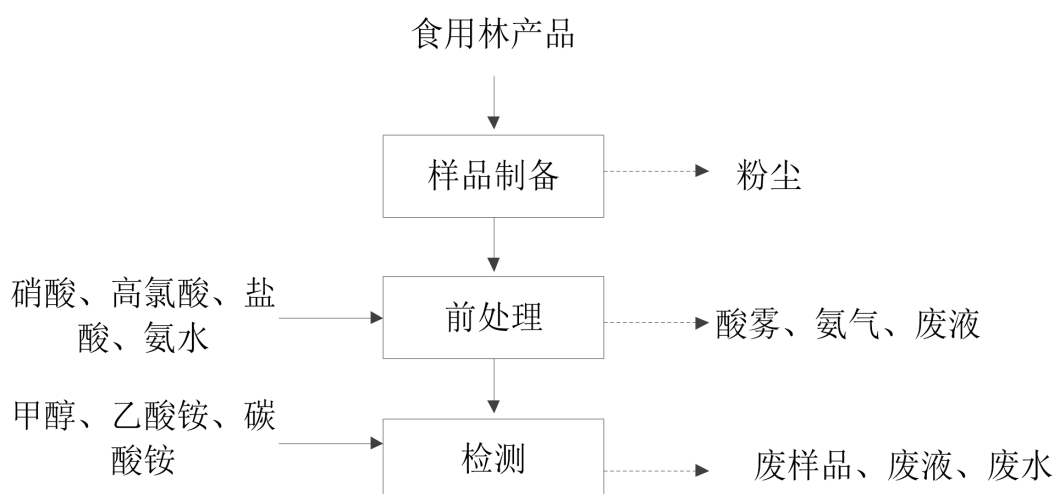 食用林产品
样品制备
粉尘
硝酸、高氯酸、盐
酸、氨水
前处理
酸雾、氨气、废液
甲醇、乙酸铵、碳
酸铵
检测
废样品、废液、废水